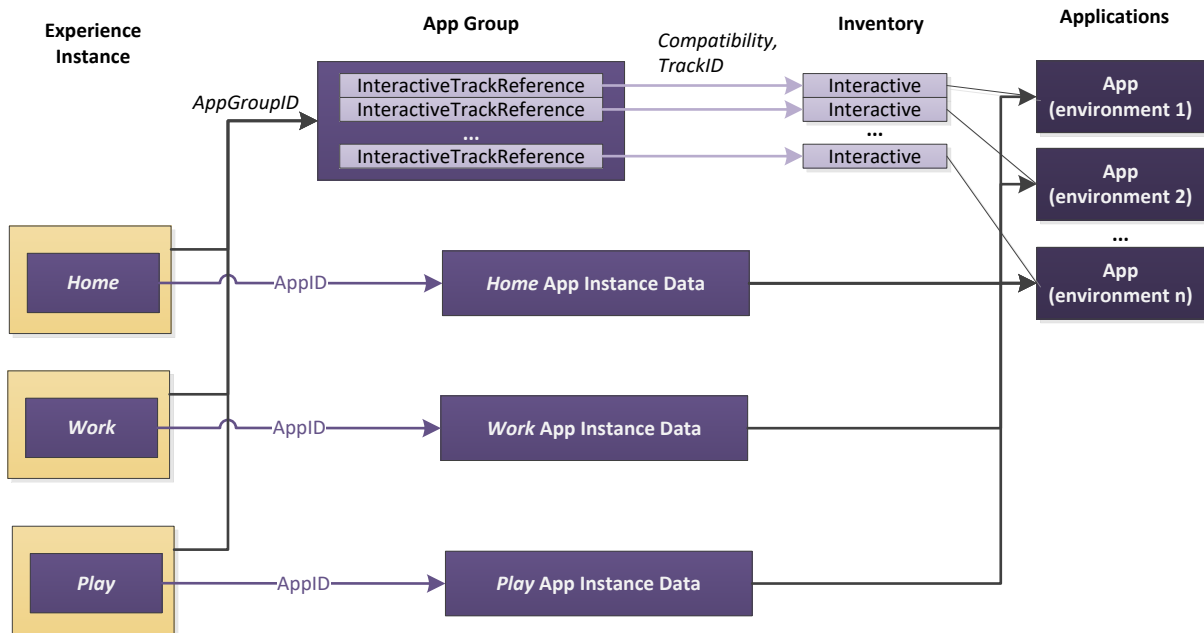 Experience
Instance
App Group
Inventory
Applications
Compatibility,
TrackID
AppGroupID
InteractiveTrackReference
InteractiveTrackReference
...
InteractiveTrackReference
Interactive
Interactive
...
Interactive
App
(environment 1)
App
(environment 2)
...
App
(environment n)
Home
AppID
Home App Instance Data
Work
AppID
Work App Instance Data
Play
AppID
Play App Instance Data